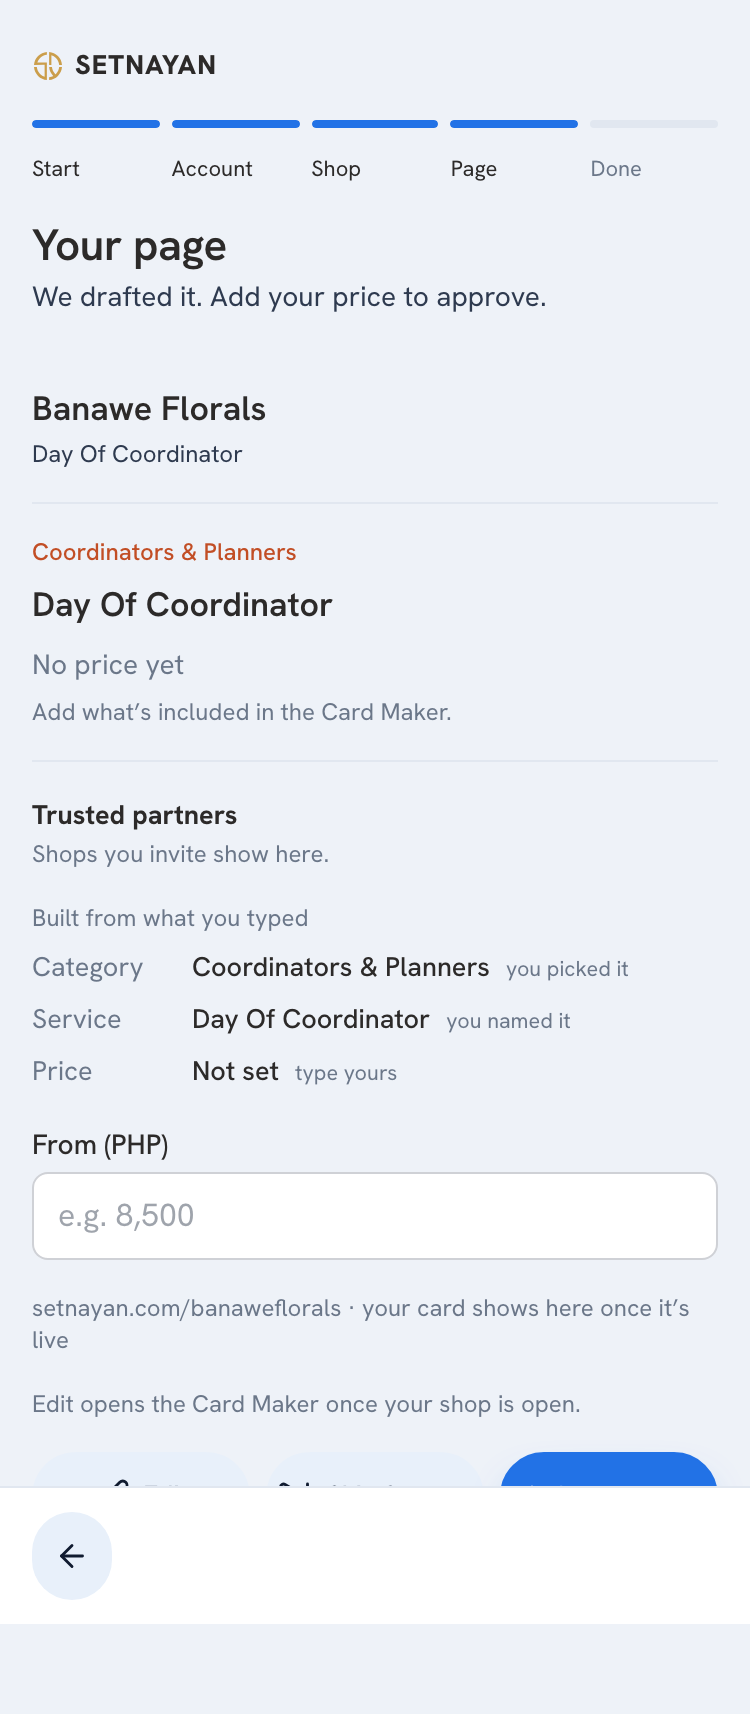 SETNAYAN
Start Account Shop Page Done
Your page
We drafted it. Add your price to approve.
Banawe Florals
Day Of Coordinator
Coordinators & Planners
Day Of Coordinator
No price yet
Add what’s included in the Card Maker.
Trusted partners
Shops you invite show here.
Built from what you typed
Category Coordinators & Planners you picked it
Service Day Of Coordinator you named it
Price Not set type yours
From (PHP)
e.g. 8,500
setnayan.com/banaweflorals · your card shows here once it’s
live
Edit opens the Card Maker once your shop is open.